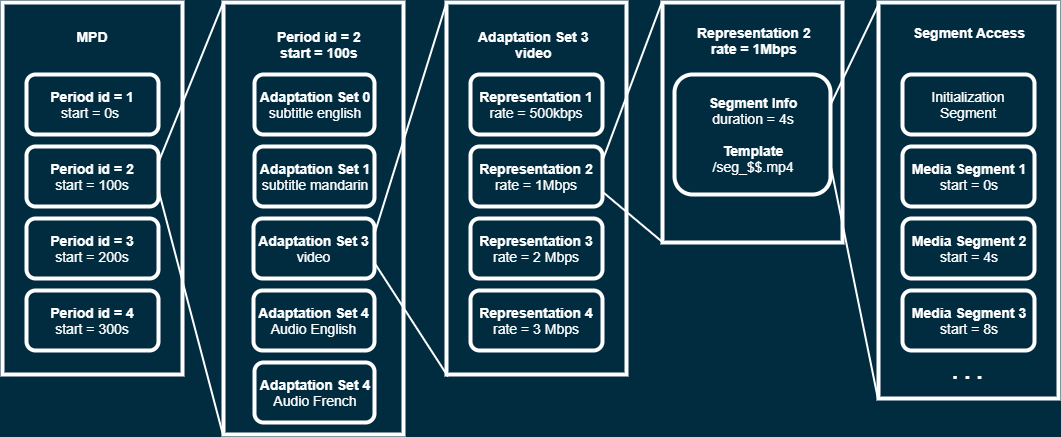 MPD
Period id = 1
start = 0s
Period id = 2
start = 100s
Period id = 3
start = 200s
Period id = 4
start = 300s
Period id = 2
start = 100s
Adaptation Set 0
subtitle english
Adaptation Set 1
subtitle mandarin
Adaptation Set 3
video
Adaptation Set 4
Audio English
Adaptation Set 4
Audio French
Adaptation Set 3
video
Representation 1
rate = 500kbps
Representation 2
rate = 1Mbps
Representation 3
rate = 2 Mbps
Representation 4
rate = 3 Mbps
Representation 2
rate = 1Mbps
Segment Info
duration = 4s
Template
/seg_$$.mp4
Segment Access
Initialization
Segment
Media Segment 1
start = 0s
Media Segment 2
start = 4s
Media Segment 3
start = 8s
. . .